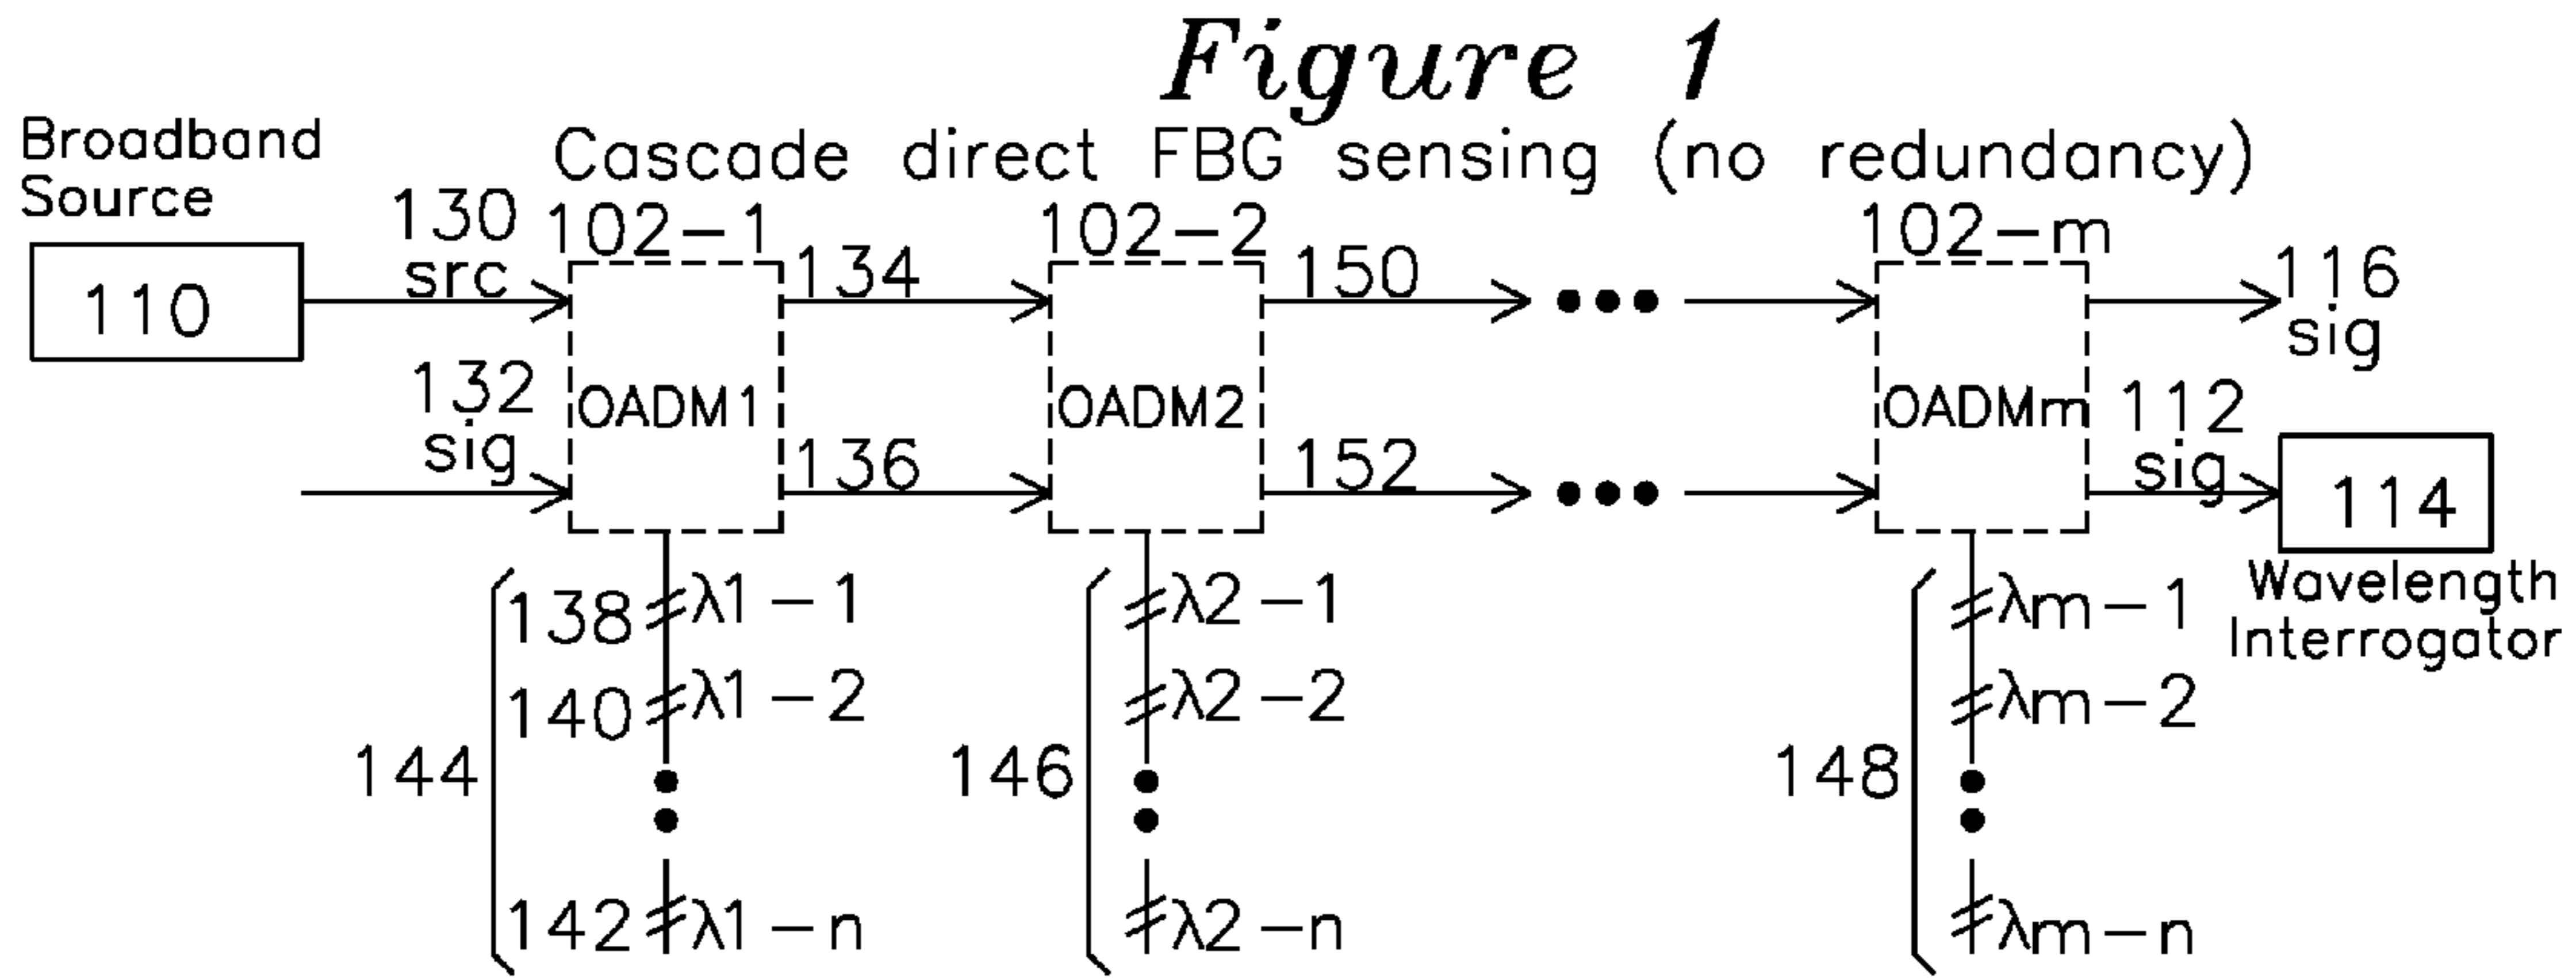 Figure 1
Broadband
Source
Cascade direct FBG sensing (no redundancy)
130
src
102-1
134
102-2
150
102-m
116
sig
110
132
sig
OADM1
136
OADM2
152
OADMm
112
sig
114
Wavelength
Interrogator
144
138
λ1-1
140
λ1-2
142
λ1-n
146
λ2-1
λ2-2
λ2-n
148
λm-1
λm-2
λm-n